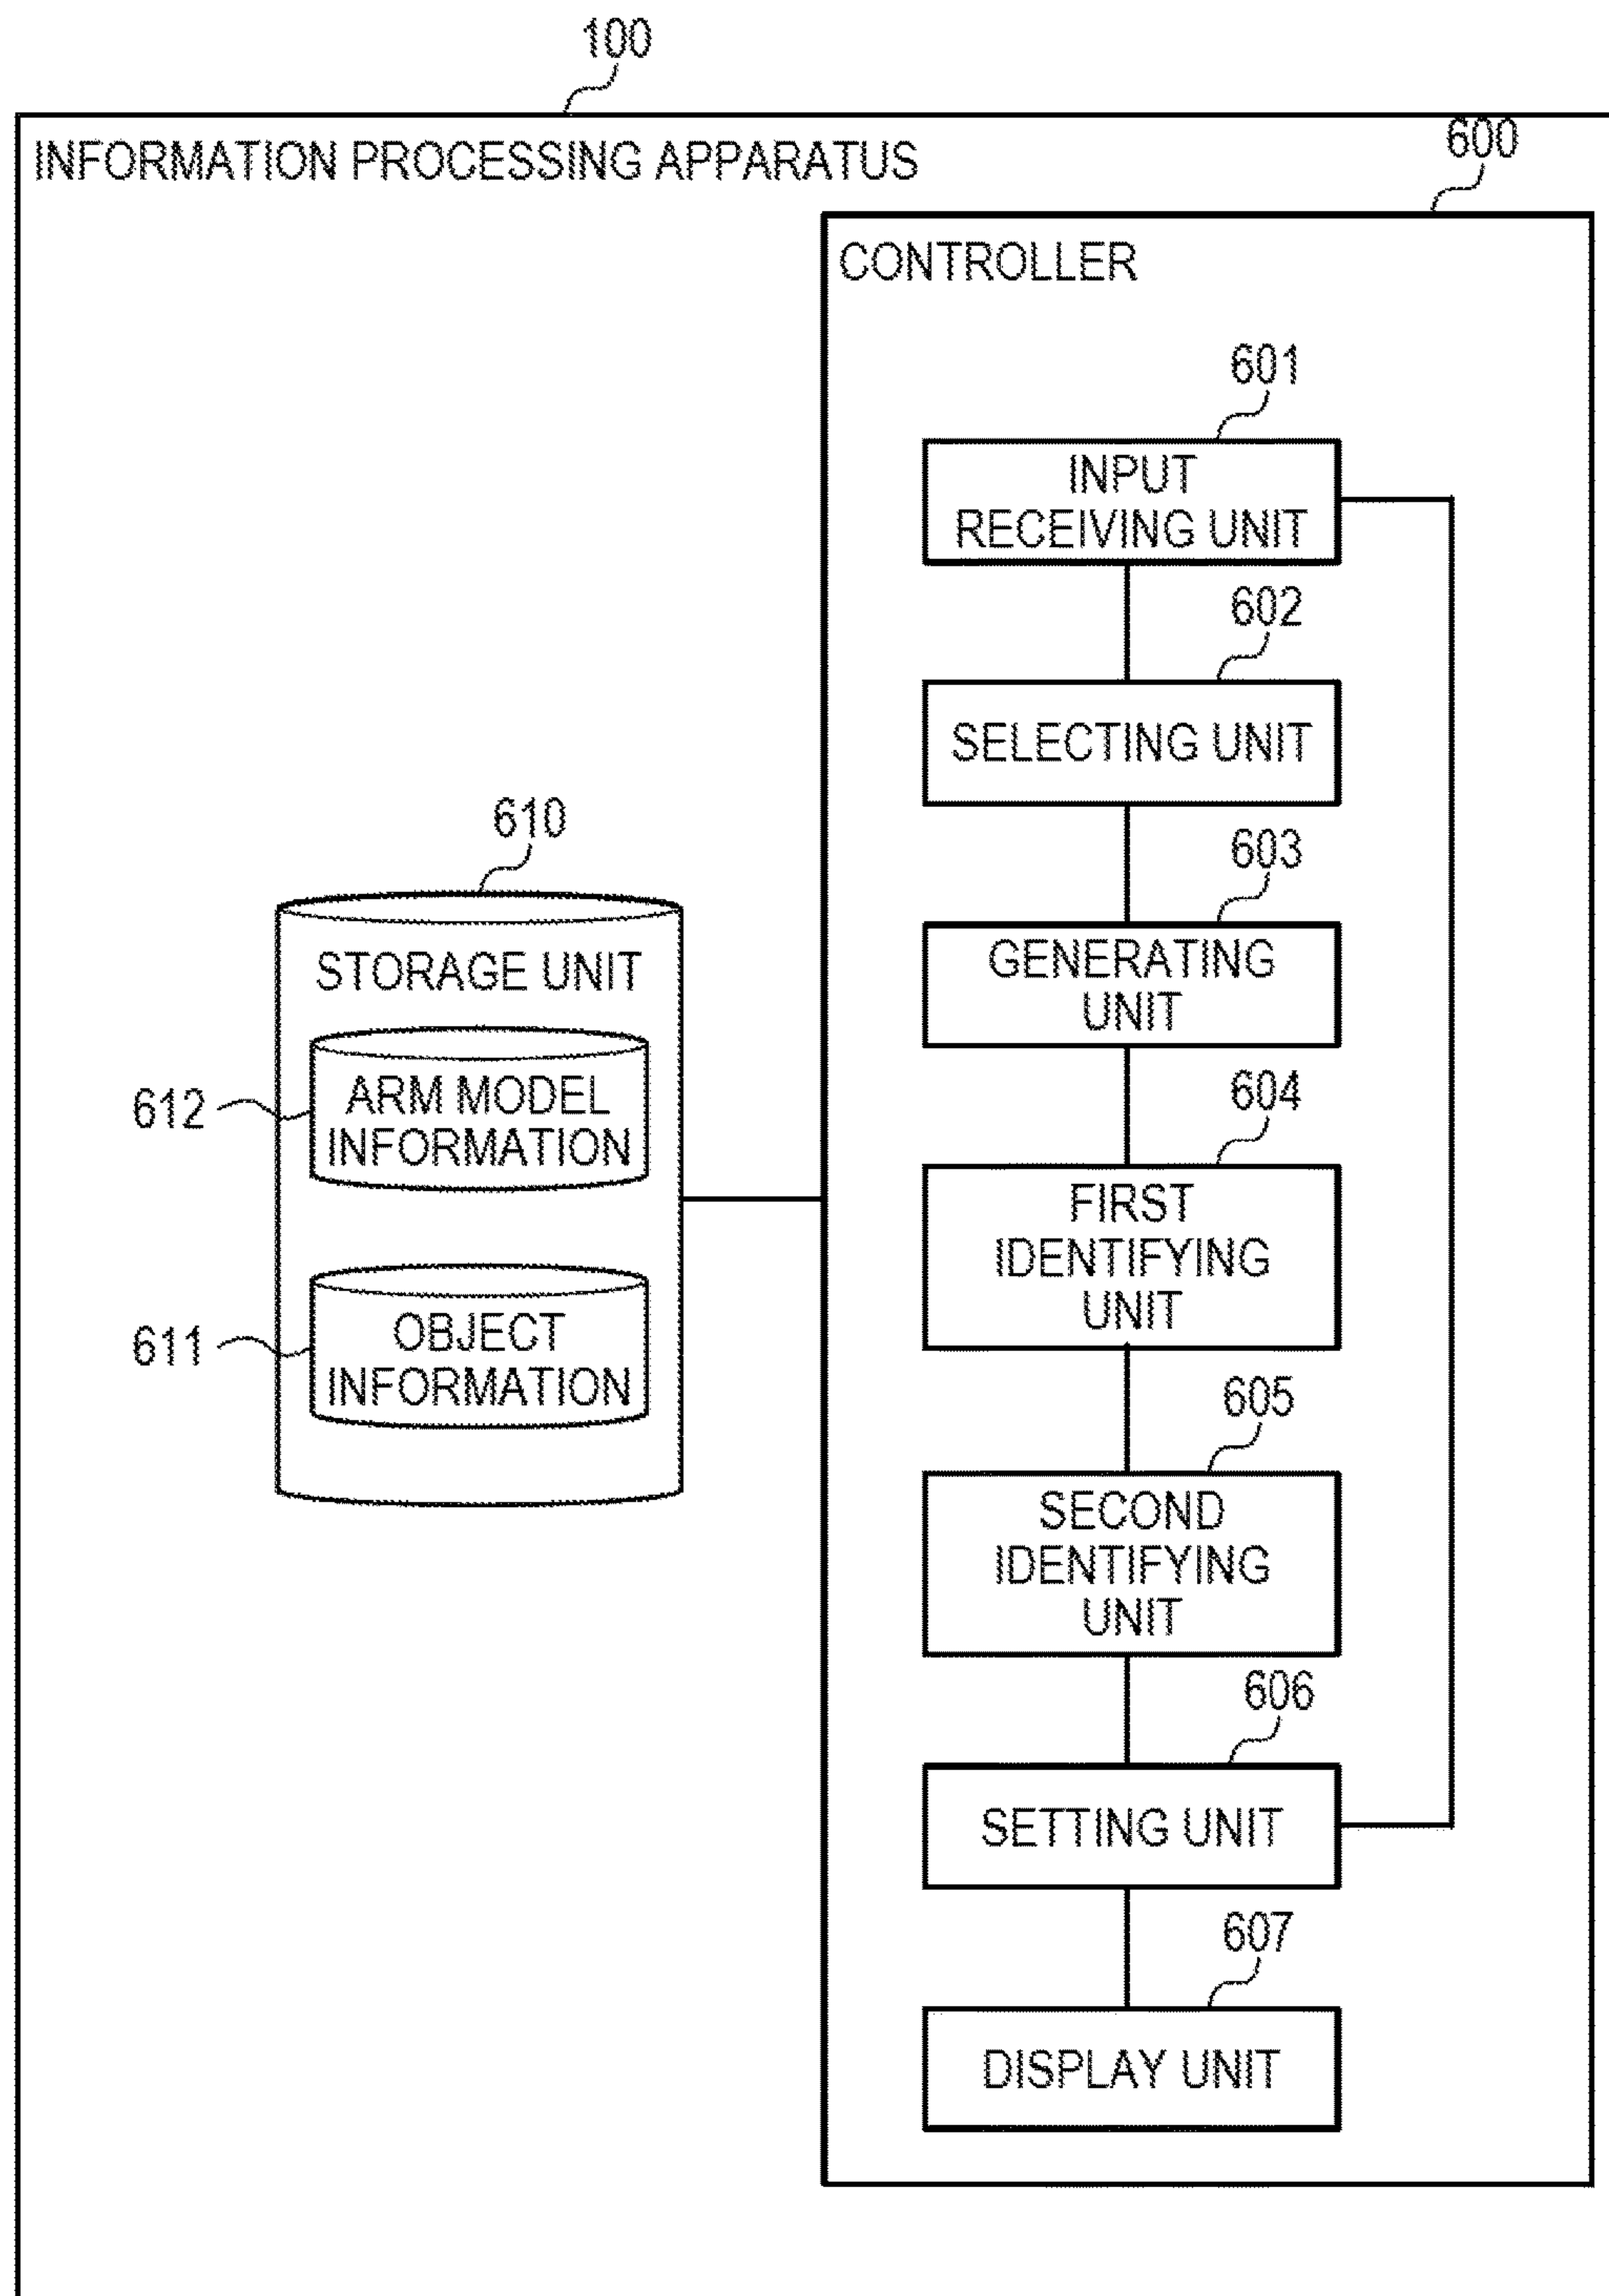 100
INFORMATION PROCESSING APPARATUS
600
CONTROLLER
601
INPUT
RECEIVING UNIT
602
SELECTING UNIT
603
GENERATING
UNIT
604
FIRST
IDENTIFYING
UNIT
605
SECOND
IDENTIFYING
UNIT
606
SETTING UNIT
607
DISPLAY UNIT
610
STORAGE UNIT
612
ARM MODEL
INFORMATION
611
OBJECT
INFORMATION